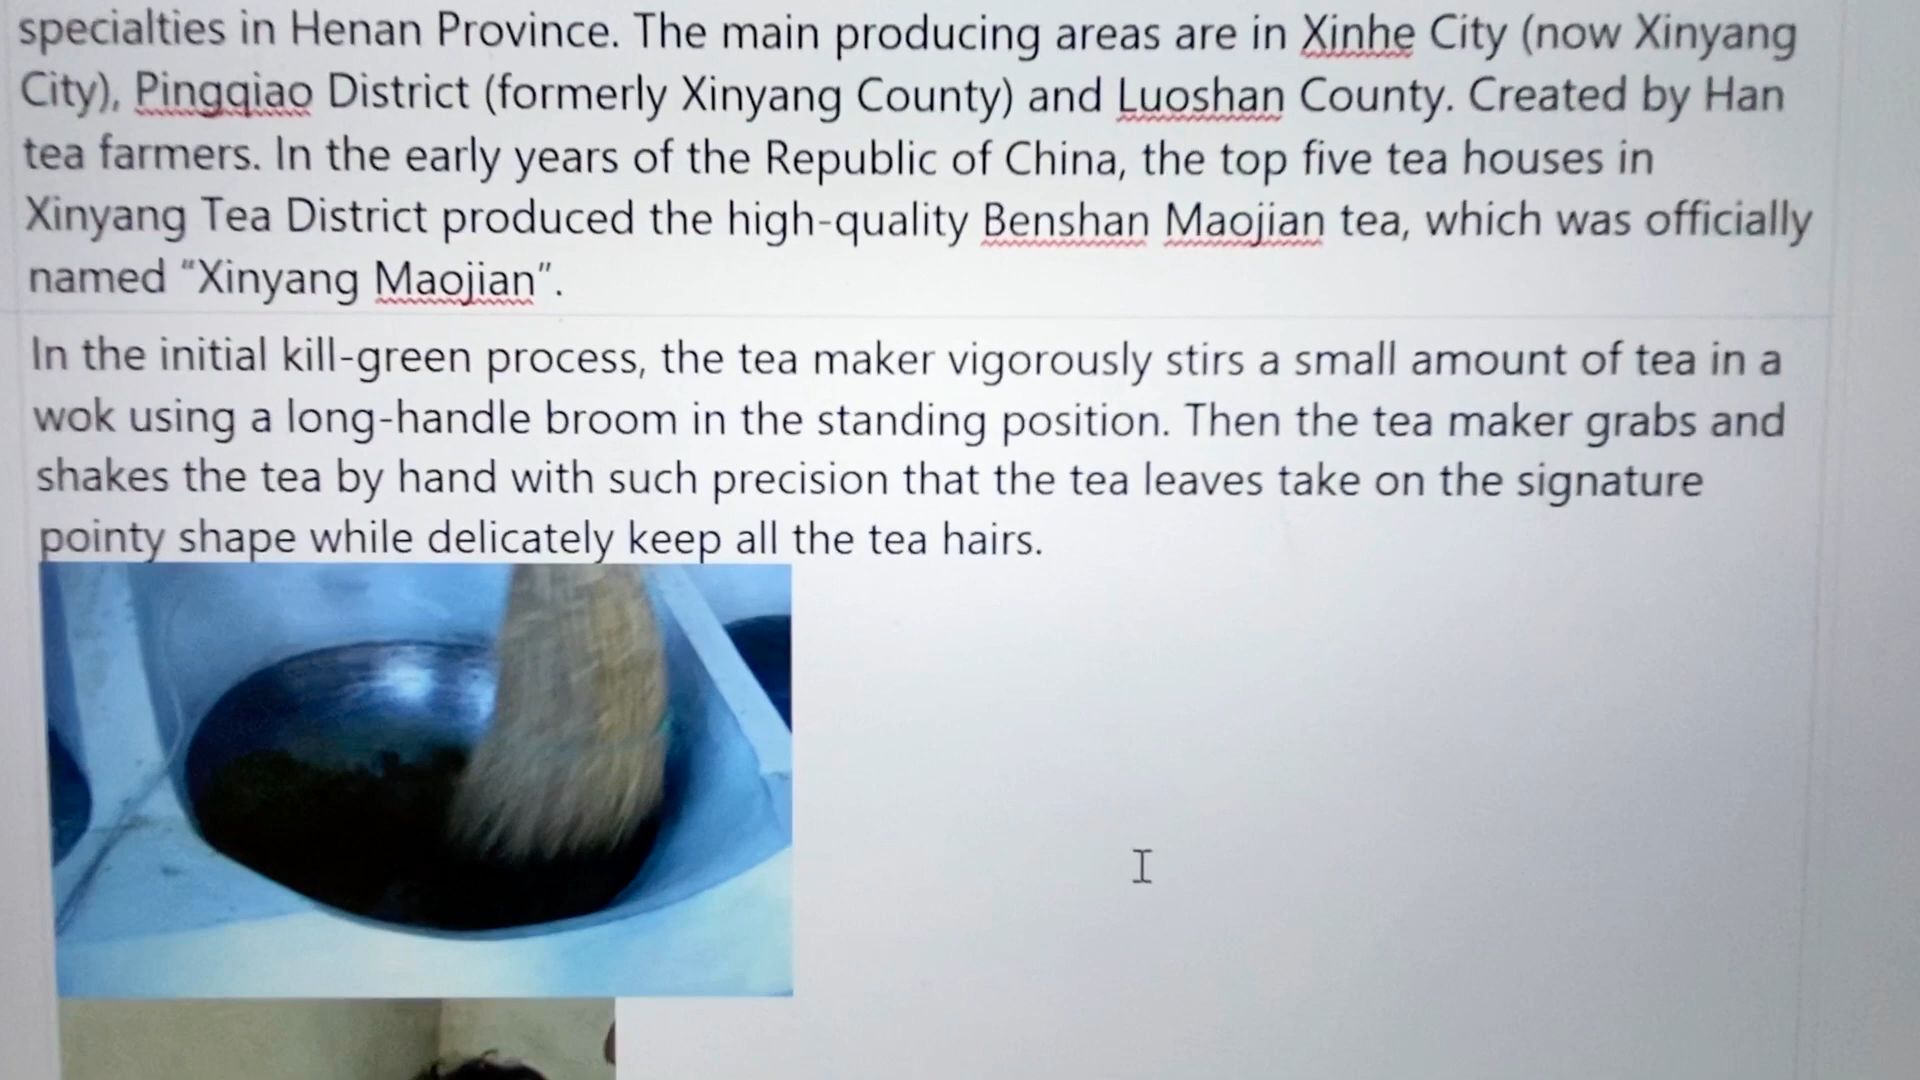 specialties in Henan Province. The main producing areas are in Xinhe City (now Xinyang
City), Pingqiao District (formerly Xinyang County) and Luoshan County. Created by Han
tea farmers. In the early years of the Republic of China, the top five tea houses in
Xinyang Tea District produced the high-quality Benshan Maojian tea, which was officially
named “Xinyang Maojian”.
In the initial kill-green process, the tea maker vigorously stirs a small amount of tea in a
wok using a long-handle broom in the standing position. Then the tea maker grabs and
shakes the tea by hand with such precision that the tea leaves take on the signature
pointy shape while delicately keep all the tea hairs.